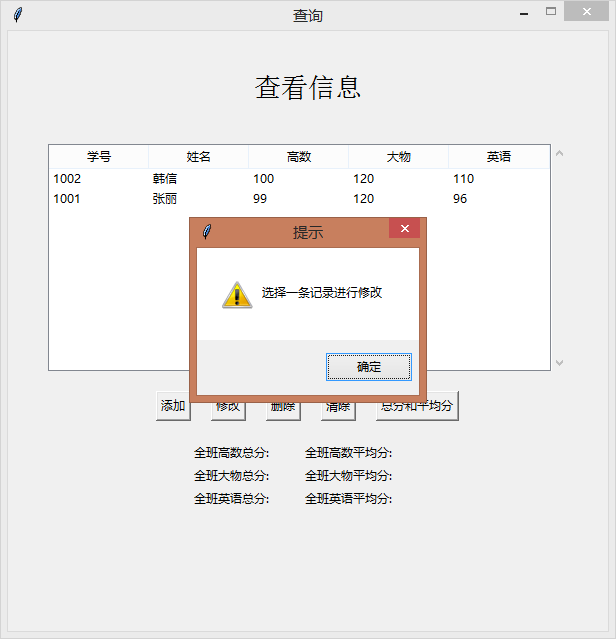 查询
查看信息
学号 姓名 高数 大物 英语
1002 韩信 100 120 110
1001 张丽 99 120 96
提示
选择一条记录进行修改
确定
添加 修改 删除 清除 总分和平均分
全班高数总分: 全班高数平均分:
全班大物总分: 全班大物平均分:
全班英语总分: 全班英语平均分: